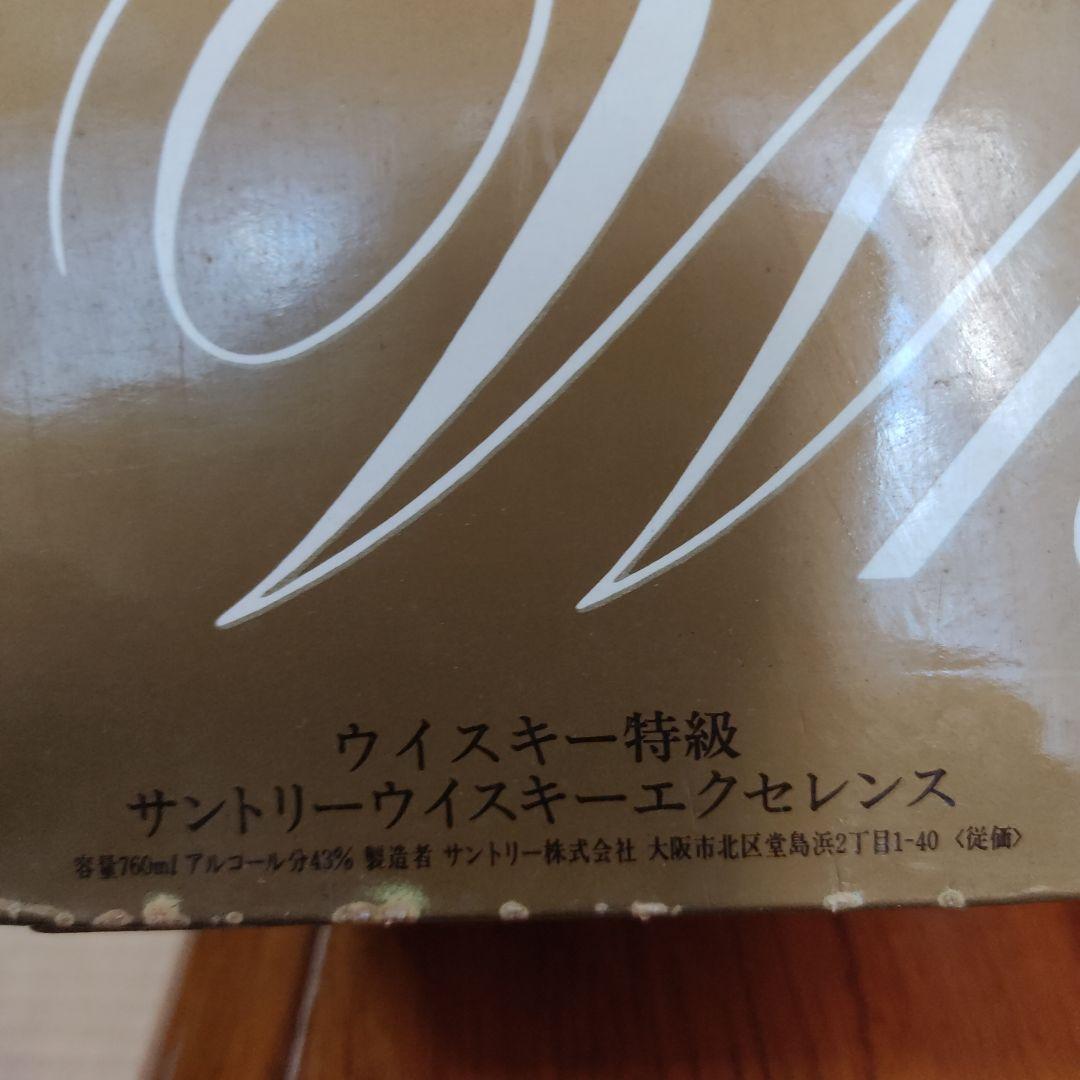 ウイスキー特級
サントリーウイスキーエクセレンス
容量760ml アルコール分43% 製造者 サントリー株式会社 大阪市北区堂島浜2丁目1-40 〈従価〉